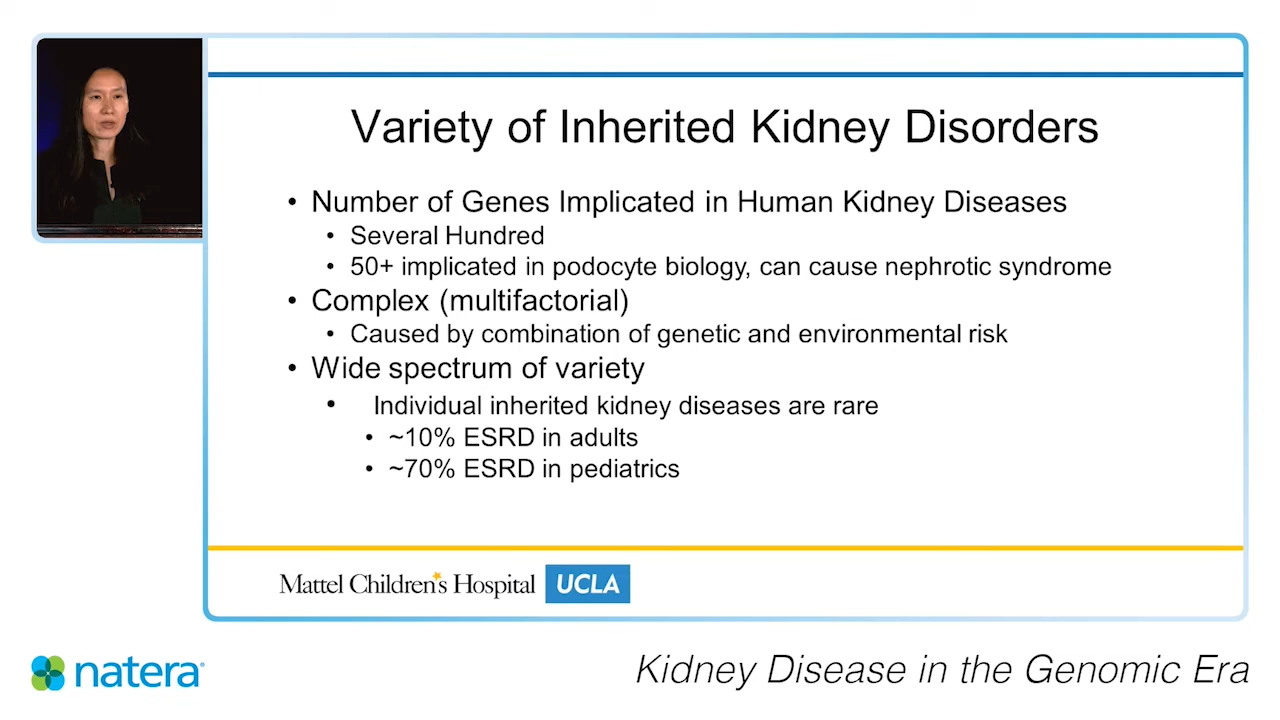 Variety of Inherited Kidney Disorders
• Number of Genes Implicated in Human Kidney Diseases
• Several Hundred
• 50+ implicated in podocyte biology, can cause nephrotic syndrome
• Complex (multifactorial)
• Caused by combination of genetic and environmental risk
• Wide spectrum of variety
• Individual inherited kidney diseases are rare
• ~10% ESRD in adults
• ~70% ESRD in pediatrics
Mattel Children's Hospital UCLA
natera
Kidney Disease in the Genomic Era